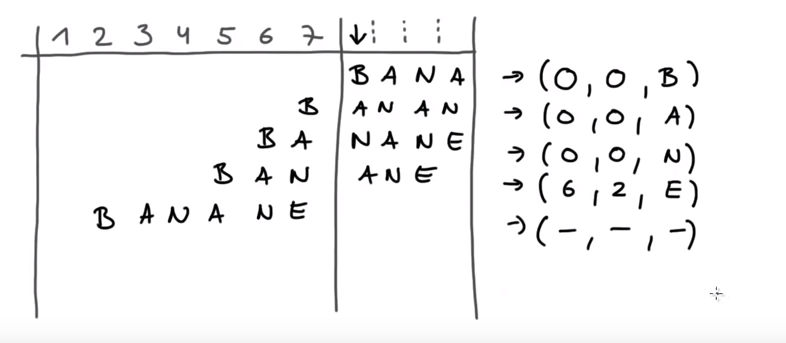 1 2 3 4 5 6 7 ↓
B A N A → (0, 0, B)
B A N A N → (0, 0, A)
B A N A N E → (0, 0, N)
B A N A N E → (6, 2, E)
B A N A N E → (-, -, -)